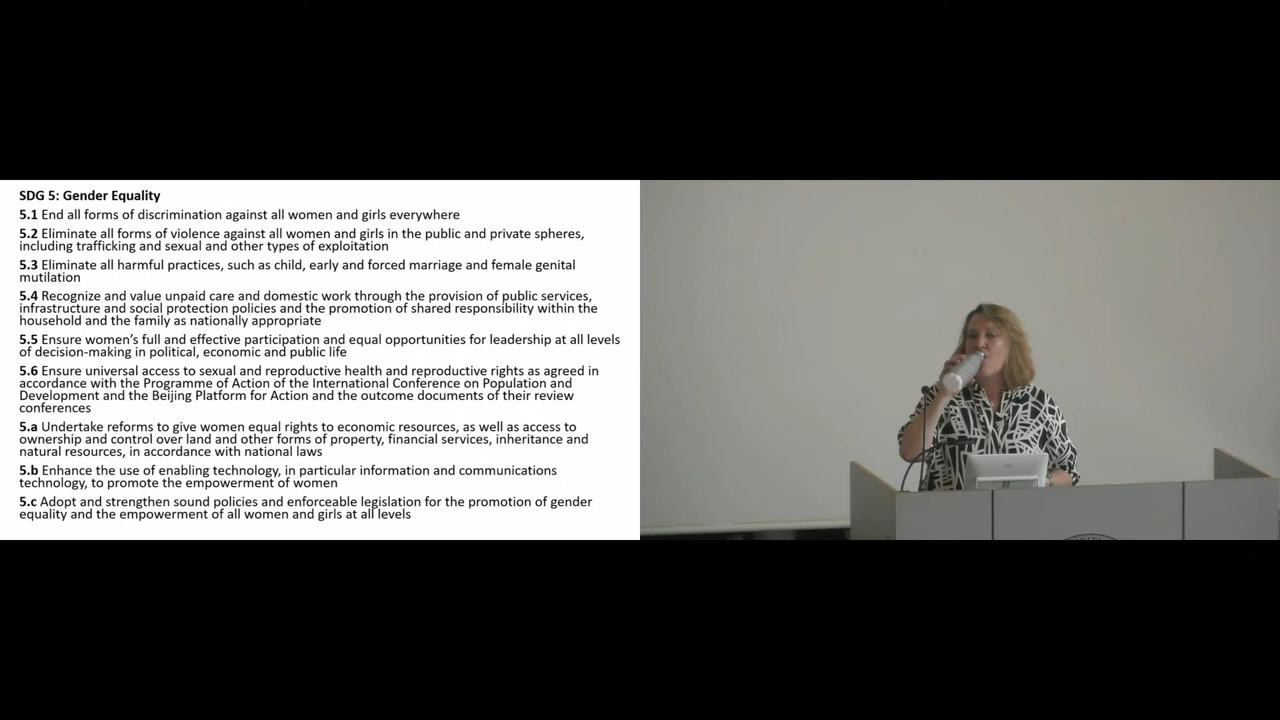 SDG 5: Gender Equality
5.1 End all forms of discrimination against all women and girls everywhere
5.2 Eliminate all forms of violence against all women and girls in the public and private spheres,
including trafficking and sexual and other types of exploitation
5.3 Eliminate all harmful practices, such as child, early and forced marriage and female genital
mutilation
5.4 Recognize and value unpaid care and domestic work through the provision of public services,
infrastructure and social protection policies and the promotion of shared responsibility within the
household and the family as nationally appropriate
5.5 Ensure women’s full and effective participation and equal opportunities for leadership at all levels
of decision-making in political, economic and public life
5.6 Ensure universal access to sexual and reproductive health and reproductive rights as agreed in
accordance with the Programme of Action of the International Conference on Population and
Development and the Beijing Platform for Action and the outcome documents of their review
conferences
5.a Undertake reforms to give women equal rights to economic resources, as well as access to
ownership and control over land and other forms of property, financial services, inheritance and
natural resources, in accordance with national laws
5.b Enhance the use of enabling technology, in particular information and communications
technology, to promote the empowerment of women
5.c Adopt and strengthen sound policies and enforceable legislation for the promotion of gender
equality and the empowerment of all women and girls at all levels